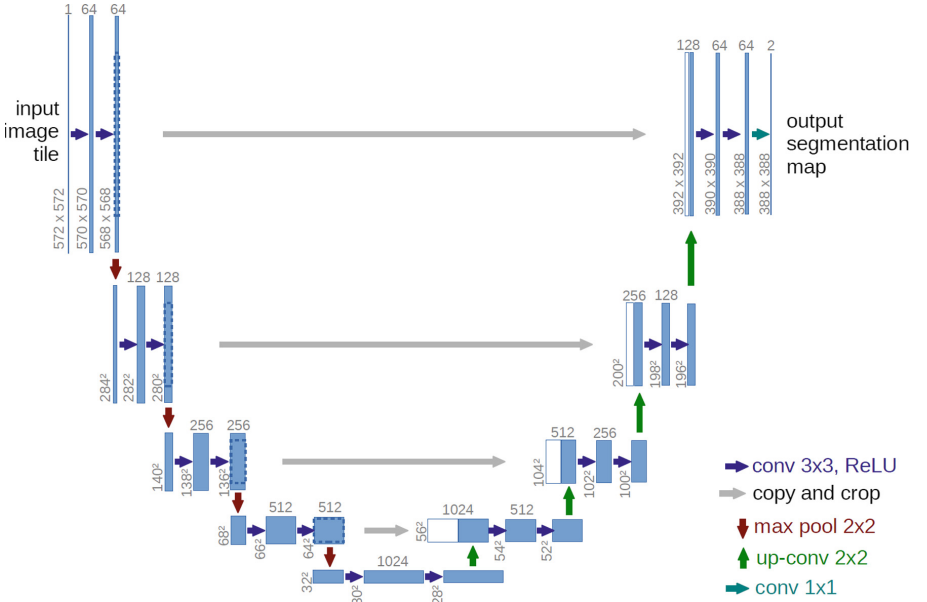 1 64 64
128 64 64 2
input
image
tile
output
segmentation
map
572 x 572
570 x 570
568 x 568
392 x 392
390 x 390
388 x 388
388 x 388
128 128
256 128
284²
282²
280²
200²
198²
196²
256 256
512 256
140²
138²
136²
104²
102²
100²
512 512
1024 512
68²
66²
64²
56²
54²
52²
1024
32²
30²
28²
conv 3x3, ReLU
copy and crop
max pool 2x2
up-conv 2x2
conv 1x1